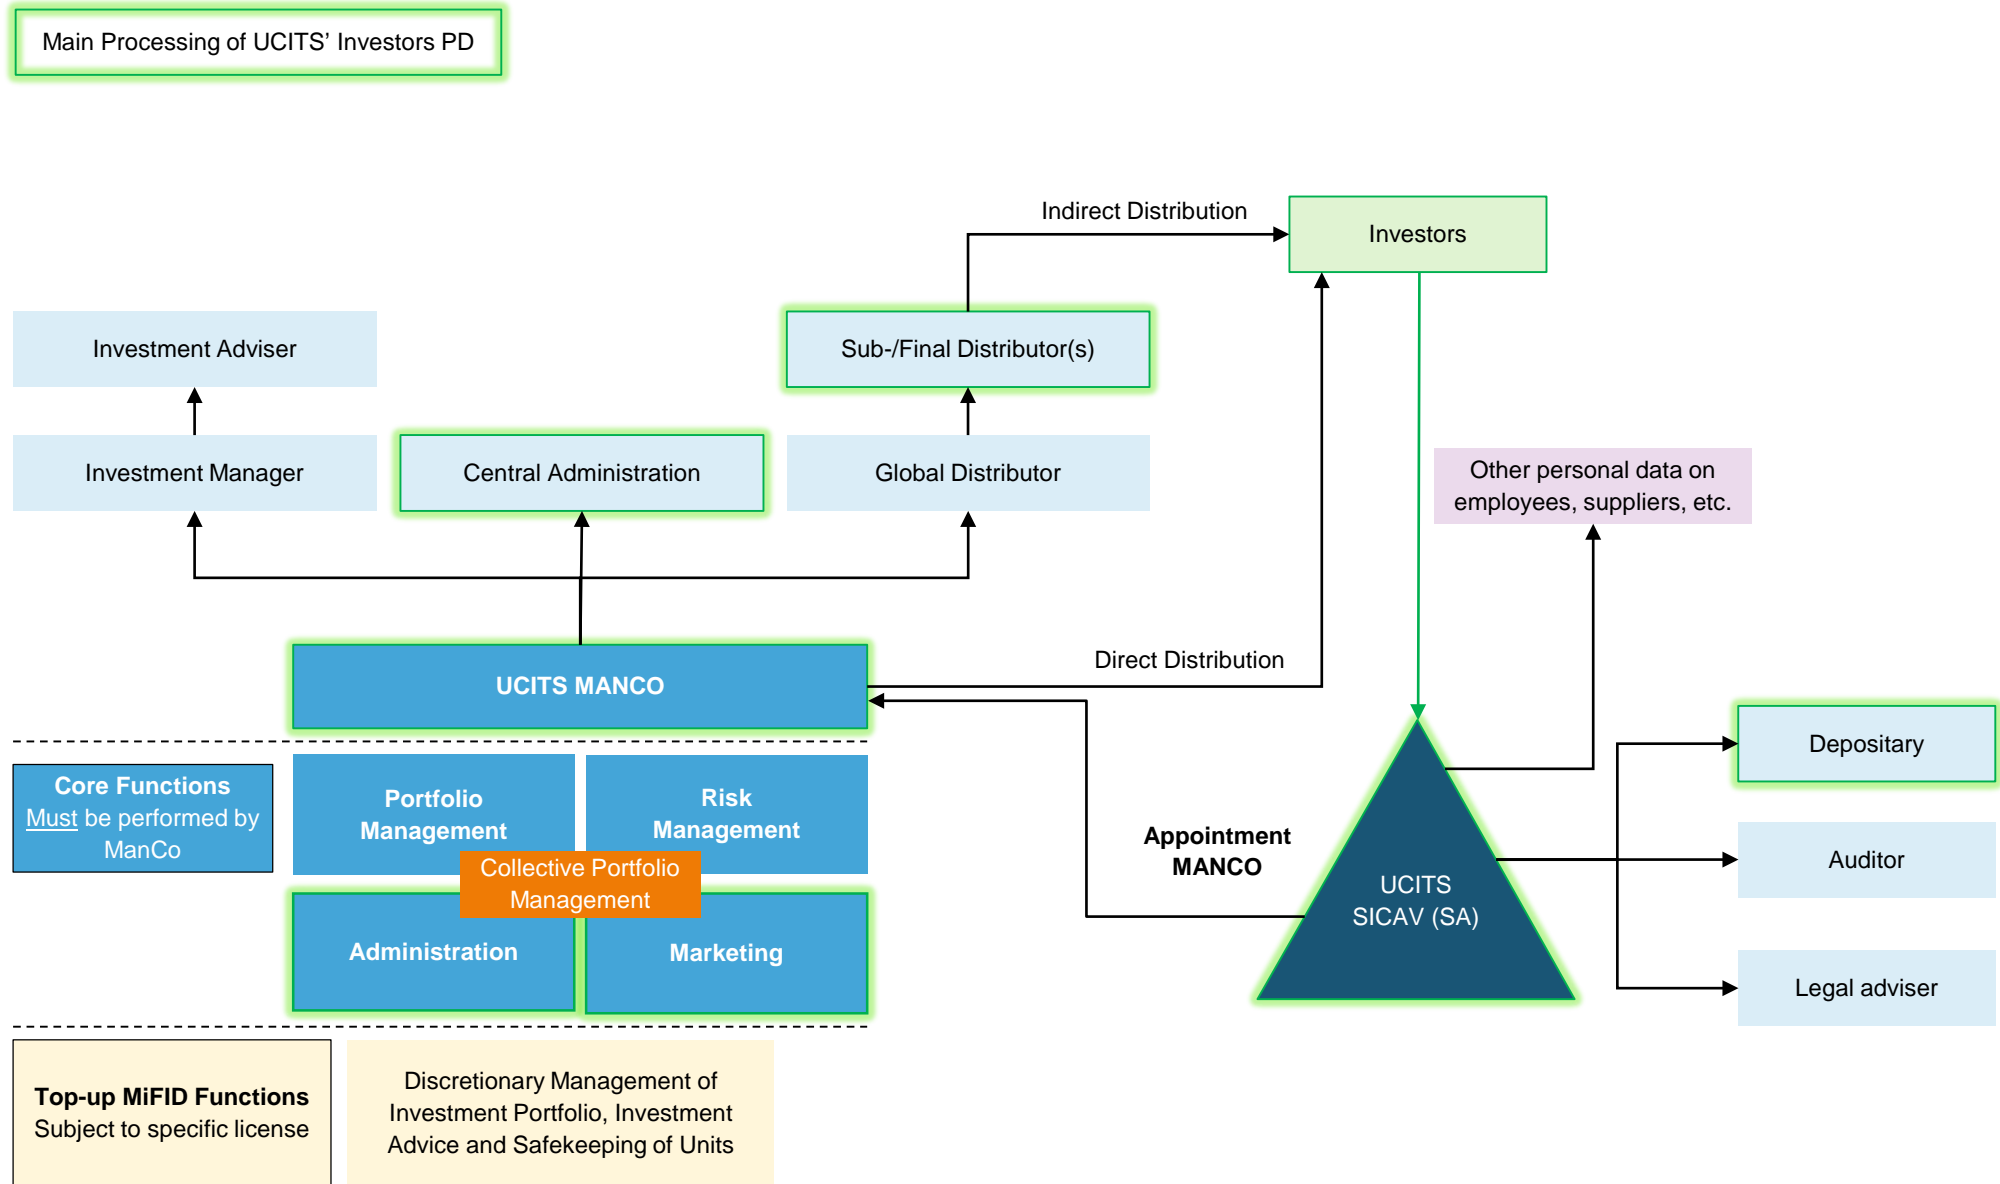 Main Processing of UCITS’ Investors PD
Indirect Distribution
Investors
Investment Adviser
Sub-/Final Distributor(s)
Investment Manager
Central Administration
Global Distributor
Other personal data on
employees, suppliers, etc.
UCITS MANCO
Direct Distribution
Depositary
Core Functions
Must be performed by
ManCo
Portfolio
Management
Risk
Management
Collective Portfolio
Management
Administration
Marketing
Appointment
MANCO
UCITS
SICAV (SA)
Auditor
Legal adviser
Top-up MiFID Functions
Subject to specific license
Discretionary Management of
Investment Portfolio, Investment
Advice and Safekeeping of Units